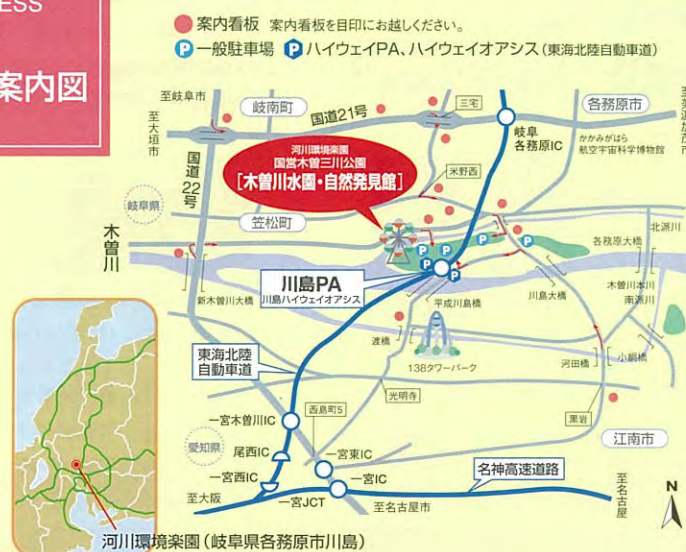 ESS
案内図
案内看板 案内看板を目印にお越しください。
一般駐車場
ハイウェイPA、ハイウェイオアシス(東海北陸自動車道)
至岐阜市
至大垣市
岐南町
国道21号
三宅
各務原市
岐阜
各務原IC
かかみがはら
航空宇宙科学博物館
国道22号
河川環境楽園
国営木曽三川公園
[木曽川水園・自然発見館]
米野西
岐阜県
笠松町
木曽川
北派川
各務原大橋
木曽川本川
南派川
川島PA
川島ハイウェイオアシス
新木曽川大橋
平成川島橋
川島大橋
渡橋
138タワーパーク
河田橋
小網橋
東海北陸
自動車道
光明寺
黒岩
一宮木曽川IC
西島町5
江南市
愛知県
尾西IC
一宮東IC
一宮西IC
一宮IC
名神高速道路
至大阪
一宮JCT
至名古屋市
至名古屋
N
河川環境楽園(岐阜県各務原市川島)